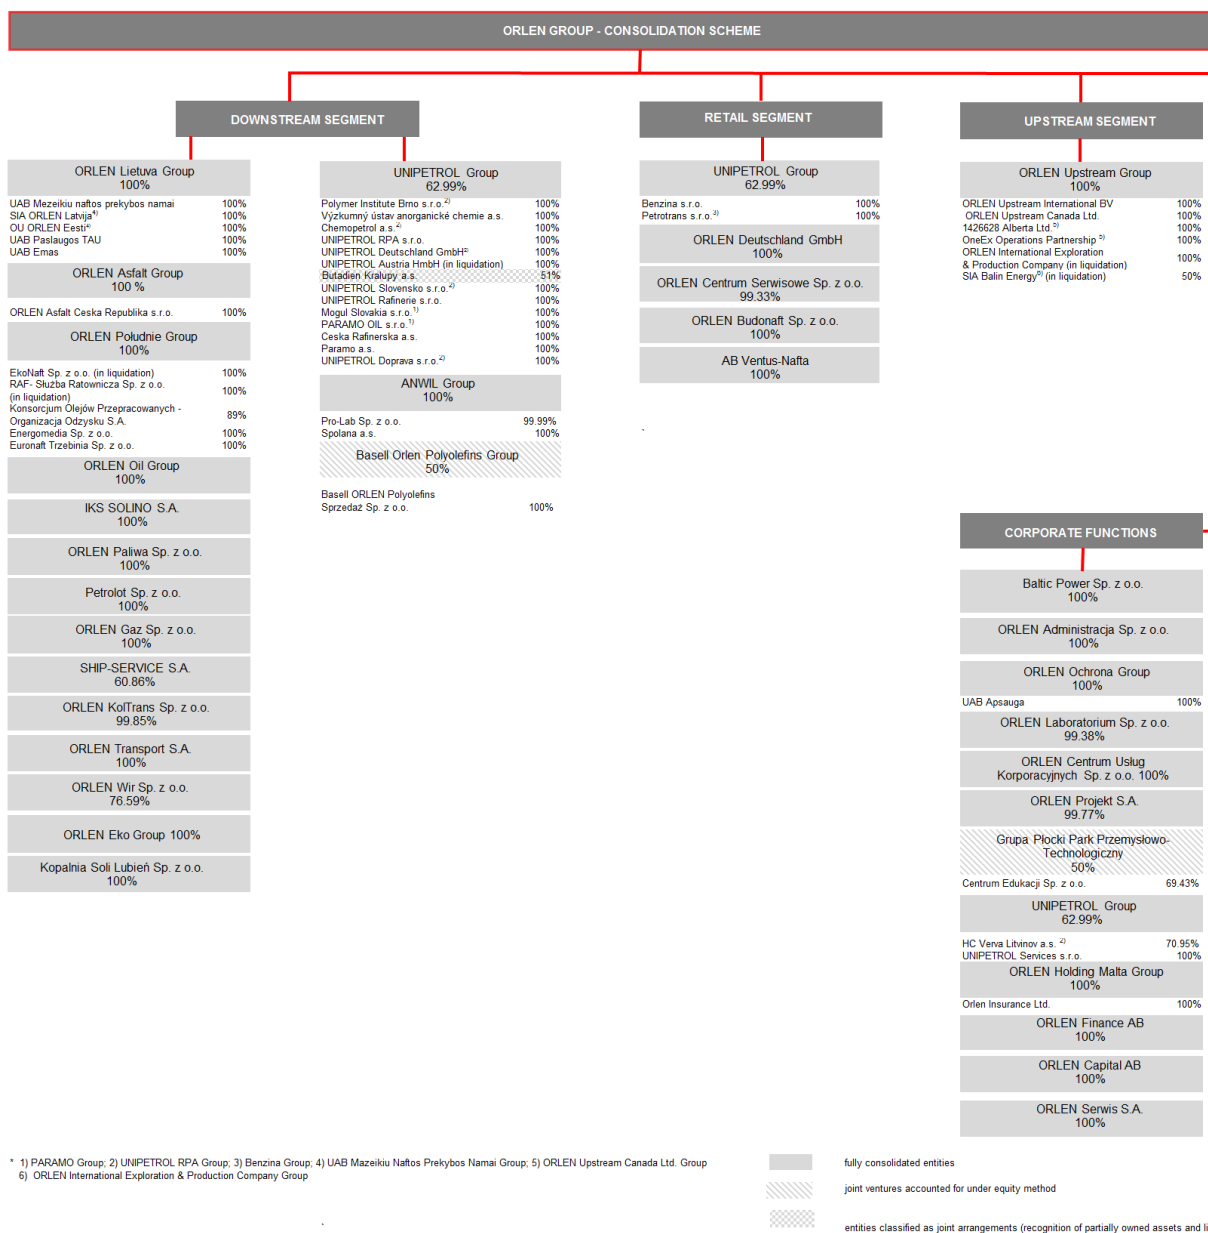 ORLEN GROUP - CONSOLIDATION SCHEME
DOWNSTREAM SEGMENT
ORLEN Lietuva Group
100%
UAB Mezeikiu naftos prekybos namai 100%
SIA ORLEN Latvija4) 100%
OU ORLEN Eesti4) 100%
UAB Paslaugos TAU 100%
UAB Emas 100%
ORLEN Asfalt Group
100 %
ORLEN Asfalt Ceska Republika s.r.o. 100%
ORLEN Południe Group
100%
EkoNaft Sp. z o.o. (in liquidation) 100%
RAF- Służba Ratownicza Sp. z o.o.
(in liquidation) 100%
Konsorcjum Olejów Przepracowanych -
Organizacja Odzysku S.A. 89%
Energomedia Sp. z o.o. 100%
Euronaft Trzebinia Sp. z o.o. 100%
ORLEN Oil Group
100%
IKS SOLINO S.A.
100%
ORLEN Paliwa Sp. z o.o.
100%
Petrolot Sp. z o.o.
100%
ORLEN Gaz Sp. z o.o.
100%
SHIP-SERVICE S.A.
60.86%
ORLEN KolTrans Sp. z o.o.
99.85%
ORLEN Transport S.A.
100%
ORLEN Wir Sp. z o.o.
76.59%
ORLEN Eko Group 100%
Kopalnia Soli Lubień Sp. z o.o.
100%
UNIPETROL Group
62.99%
Polymer Institute Brno s.r.o.2) 100%
Výzkumný ústav anorganické chemie a.s. 100%
Chemopetrol a.s.2) 100%
UNIPETROL RPA s.r.o. 100%
UNIPETROL Deutschland GmbH2) 100%
UNIPETROL Austria HmbH (in liquidation) 100%
Butadien Kralupy a.s. 51%
UNIPETROL Slovensko s.r.o.2) 100%
UNIPETROL Rafinerie s.r.o. 100%
Mogul Slovakia s.r.o.1) 100%
PARAMO OIL s.r.o.1) 100%
Ceska Rafinerska a.s. 100%
Paramo a.s. 100%
UNIPETROL Doprava s.r.o.2) 100%
ANWIL Group
100%
Pro-Lab Sp. z o.o. 99.99%
Spolana a.s. 100%
Basell Orlen Polyolefins Group
50%
Basell ORLEN Polyolefins
Sprzedaż Sp. z o.o. 100%
RETAIL SEGMENT
UNIPETROL Group
62.99%
Benzina s.r.o. 100%
Petrotrans s.r.o.3) 100%
ORLEN Deutschland GmbH
100%
ORLEN Centrum Serwisowe Sp. z o.o.
99.33%
ORLEN Budonaft Sp. z o.o.
100%
AB Ventus-Nafta
100%
UPSTREAM SEGMENT
ORLEN Upstream Group
100%
ORLEN Upstream International BV 100%
ORLEN Upstream Canada Ltd. 100%
1426628 Alberta Ltd.5) 100%
OneEx Operations Partnership 5) 100%
ORLEN International Exploration
& Production Company (in liquidation) 100%
SIA Balin Energy6) (in liquidation) 50%
CORPORATE FUNCTIONS
Baltic Power Sp. z o.o.
100%
ORLEN Administracja Sp. z o.o.
100%
ORLEN Ochrona Group
100%
UAB Apsauga 100%
ORLEN Laboratorium Sp. z o.o.
99.38%
ORLEN Centrum Usług
Korporacyjnych Sp. z o.o. 100%
ORLEN Projekt S.A.
99.77%
Grupa Płocki Park Przemysłowo-
Technologiczny
50%
Centrum Edukacji Sp. z o.o. 69.43%
UNIPETROL Group
62.99%
HC Verva Litvinov a.s. 2) 70.95%
UNIPETROL Services s.r.o. 100%
ORLEN Holding Malta Group
100%
Orlen Insurance Ltd. 100%
ORLEN Finance AB
100%
ORLEN Capital AB
100%
ORLEN Serwis S.A.
100%
* 1) PARAMO Group; 2) UNIPETROL RPA Group; 3) Benzina Group; 4) UAB Mazeikiu Naftos Prekybos Namai Group; 5) ORLEN Upstream Canada Ltd. Group
6) ORLEN International Exploration & Production Company Group
fully consolidated entities
joint ventures accounted for under equity method
entities classified as joint arrangements (recognition of partially owned assets and li